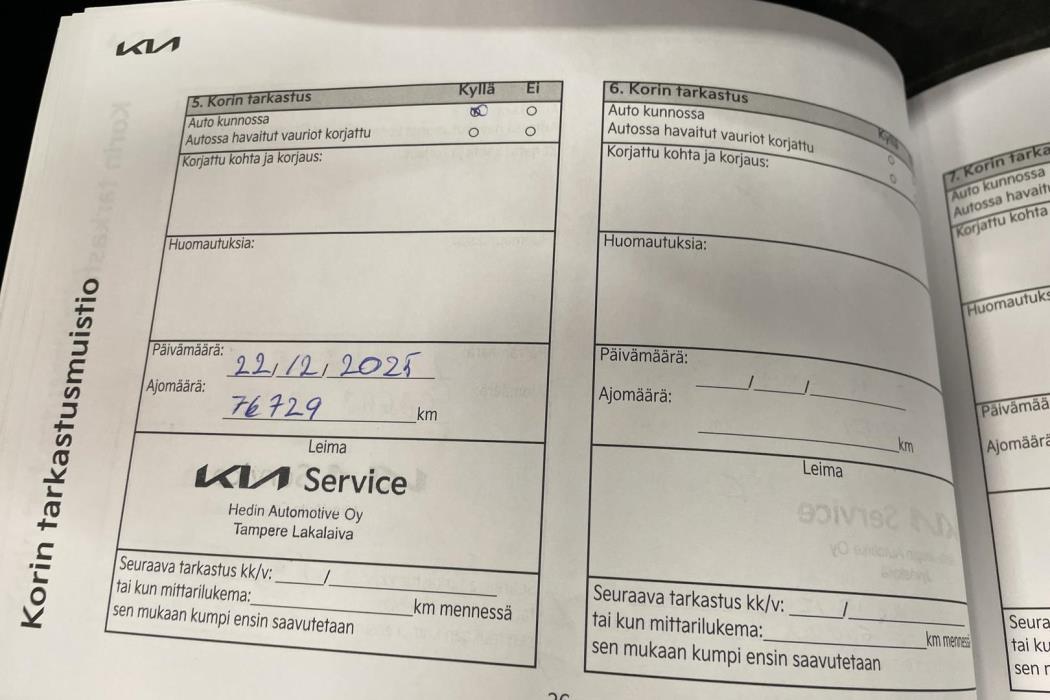 KIA
Korin tarkastusmuistio
5. Korin tarkastus Kyllä Ei
Auto kunnossa
Autossa havaitut vauriot korjattu
Korjattu kohta ja korjaus:
Huomautuksia:
Päivämäärä: 22/12/2025
Ajomäärä: 76729 km
Leima
KIA Service
Hedin Automotive Oy
Tampere Lakalaiva
Seuraava tarkastus kk/v: /
tai kun mittarilukema: km mennessä
sen mukaan kumpi ensin saavutetaan
6. Korin tarkastus
Kyllä
Auto kunnossa
Autossa havaitut vauriot korjattu
Korjattu kohta ja korjaus:
Huomautuksia:
Päivämäärä: / /
Ajomäärä:
km
Leima
Seuraava tarkastus kk/v: /
tai kun mittarilukema: km mennessä
sen mukaan kumpi ensin saavutetaan
7. Korin tarka
Auto kunnossa
Autossa havait
Korjattu kohta
Huomautuks
Päivämää
Ajomäärä
Seura
tai ku
sen r